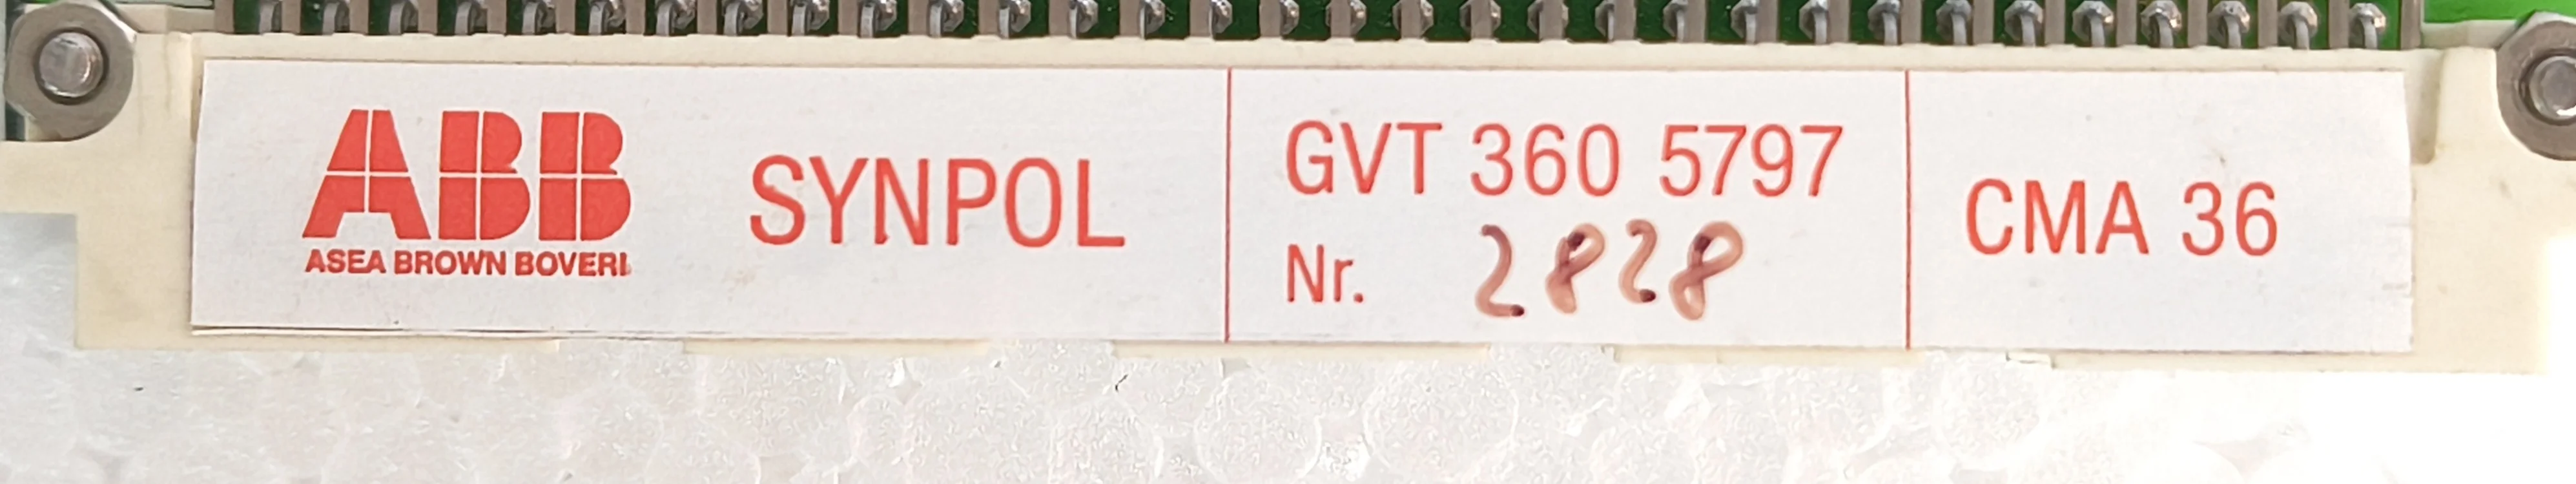 ABB
ASEA BROWN BOVERI
SYNPOL
GVT 360 5797
Nr. 2828
CMA 36